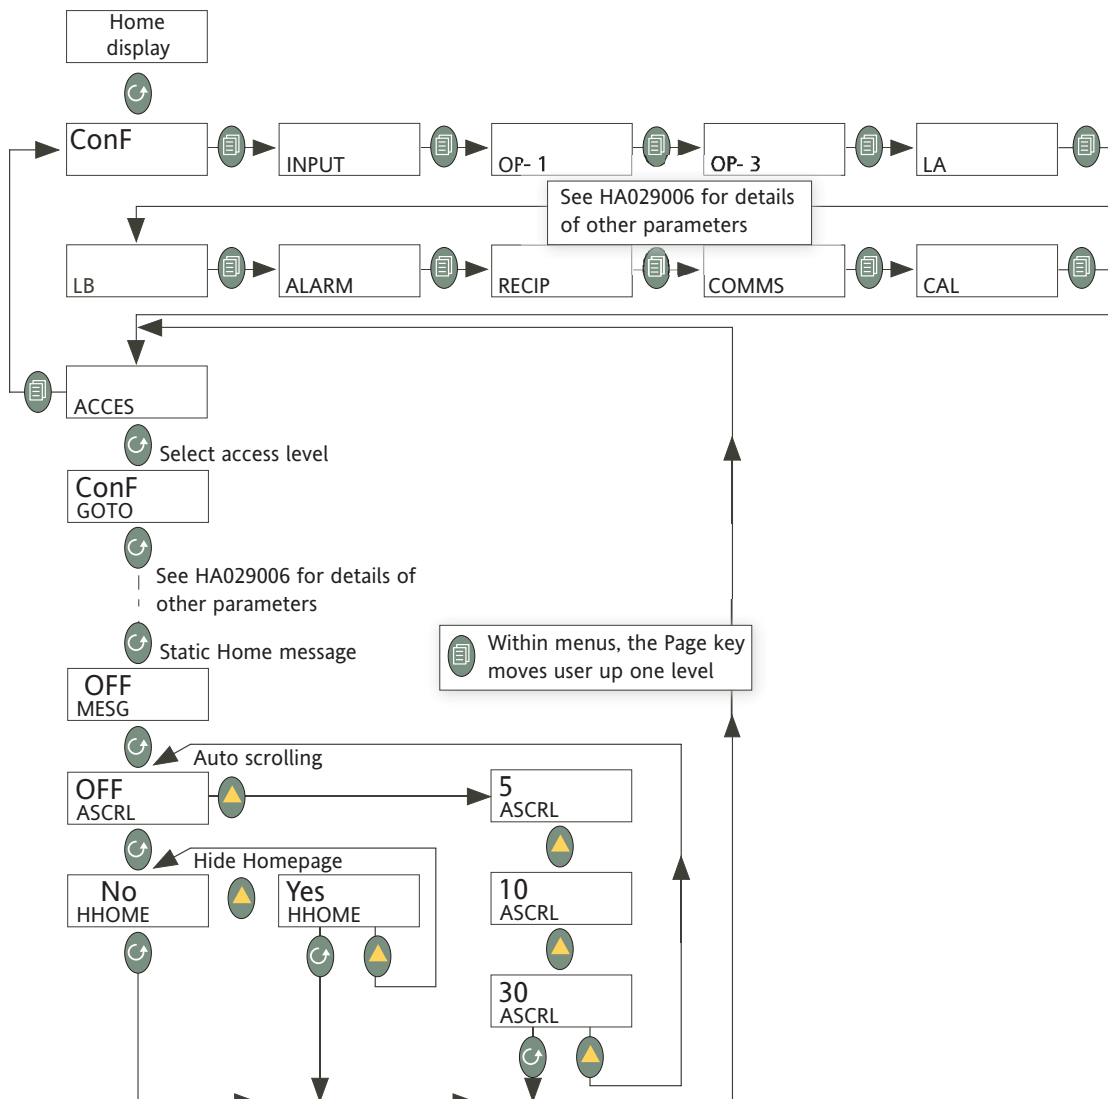 Home
display
ConF
INPUT
OP- 1
OP- 3
LA
See HA029006 for details
of other parameters
LB
ALARM
RECIP
COMMS
CAL
ACCES
Select access level
ConF
GOTO
See HA029006 for details of
other parameters
Static Home message
Within menus, the Page key
moves user up one level
OFF
MESG
Auto scrolling
OFF
ASCRL
5
ASCRL
Hide Homepage
No
HHOME
Yes
HHOME
10
ASCRL
30
ASCRL